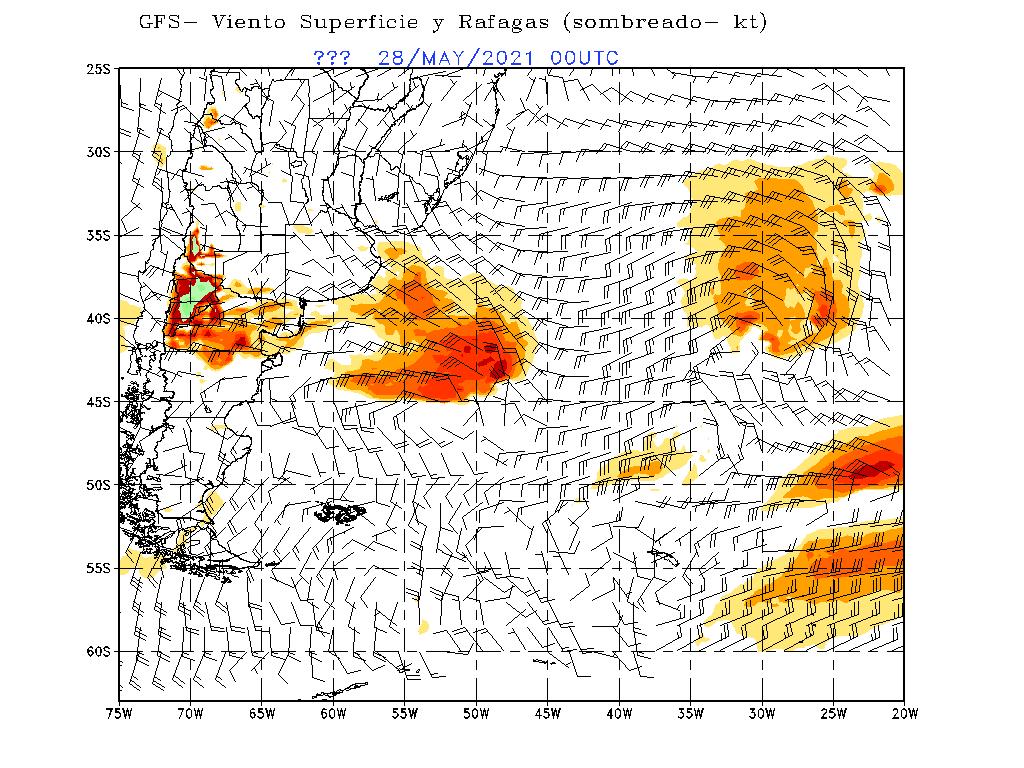 GFS− Viento Superficie y Rafagas (sombreado− kt)
??? 28/MAY/2021 00UTC
25S
30S
35S
40S
45S
50S
55S
60S
75W 70W 65W 60W 55W 50W 45W 40W 35W 30W 25W 20W